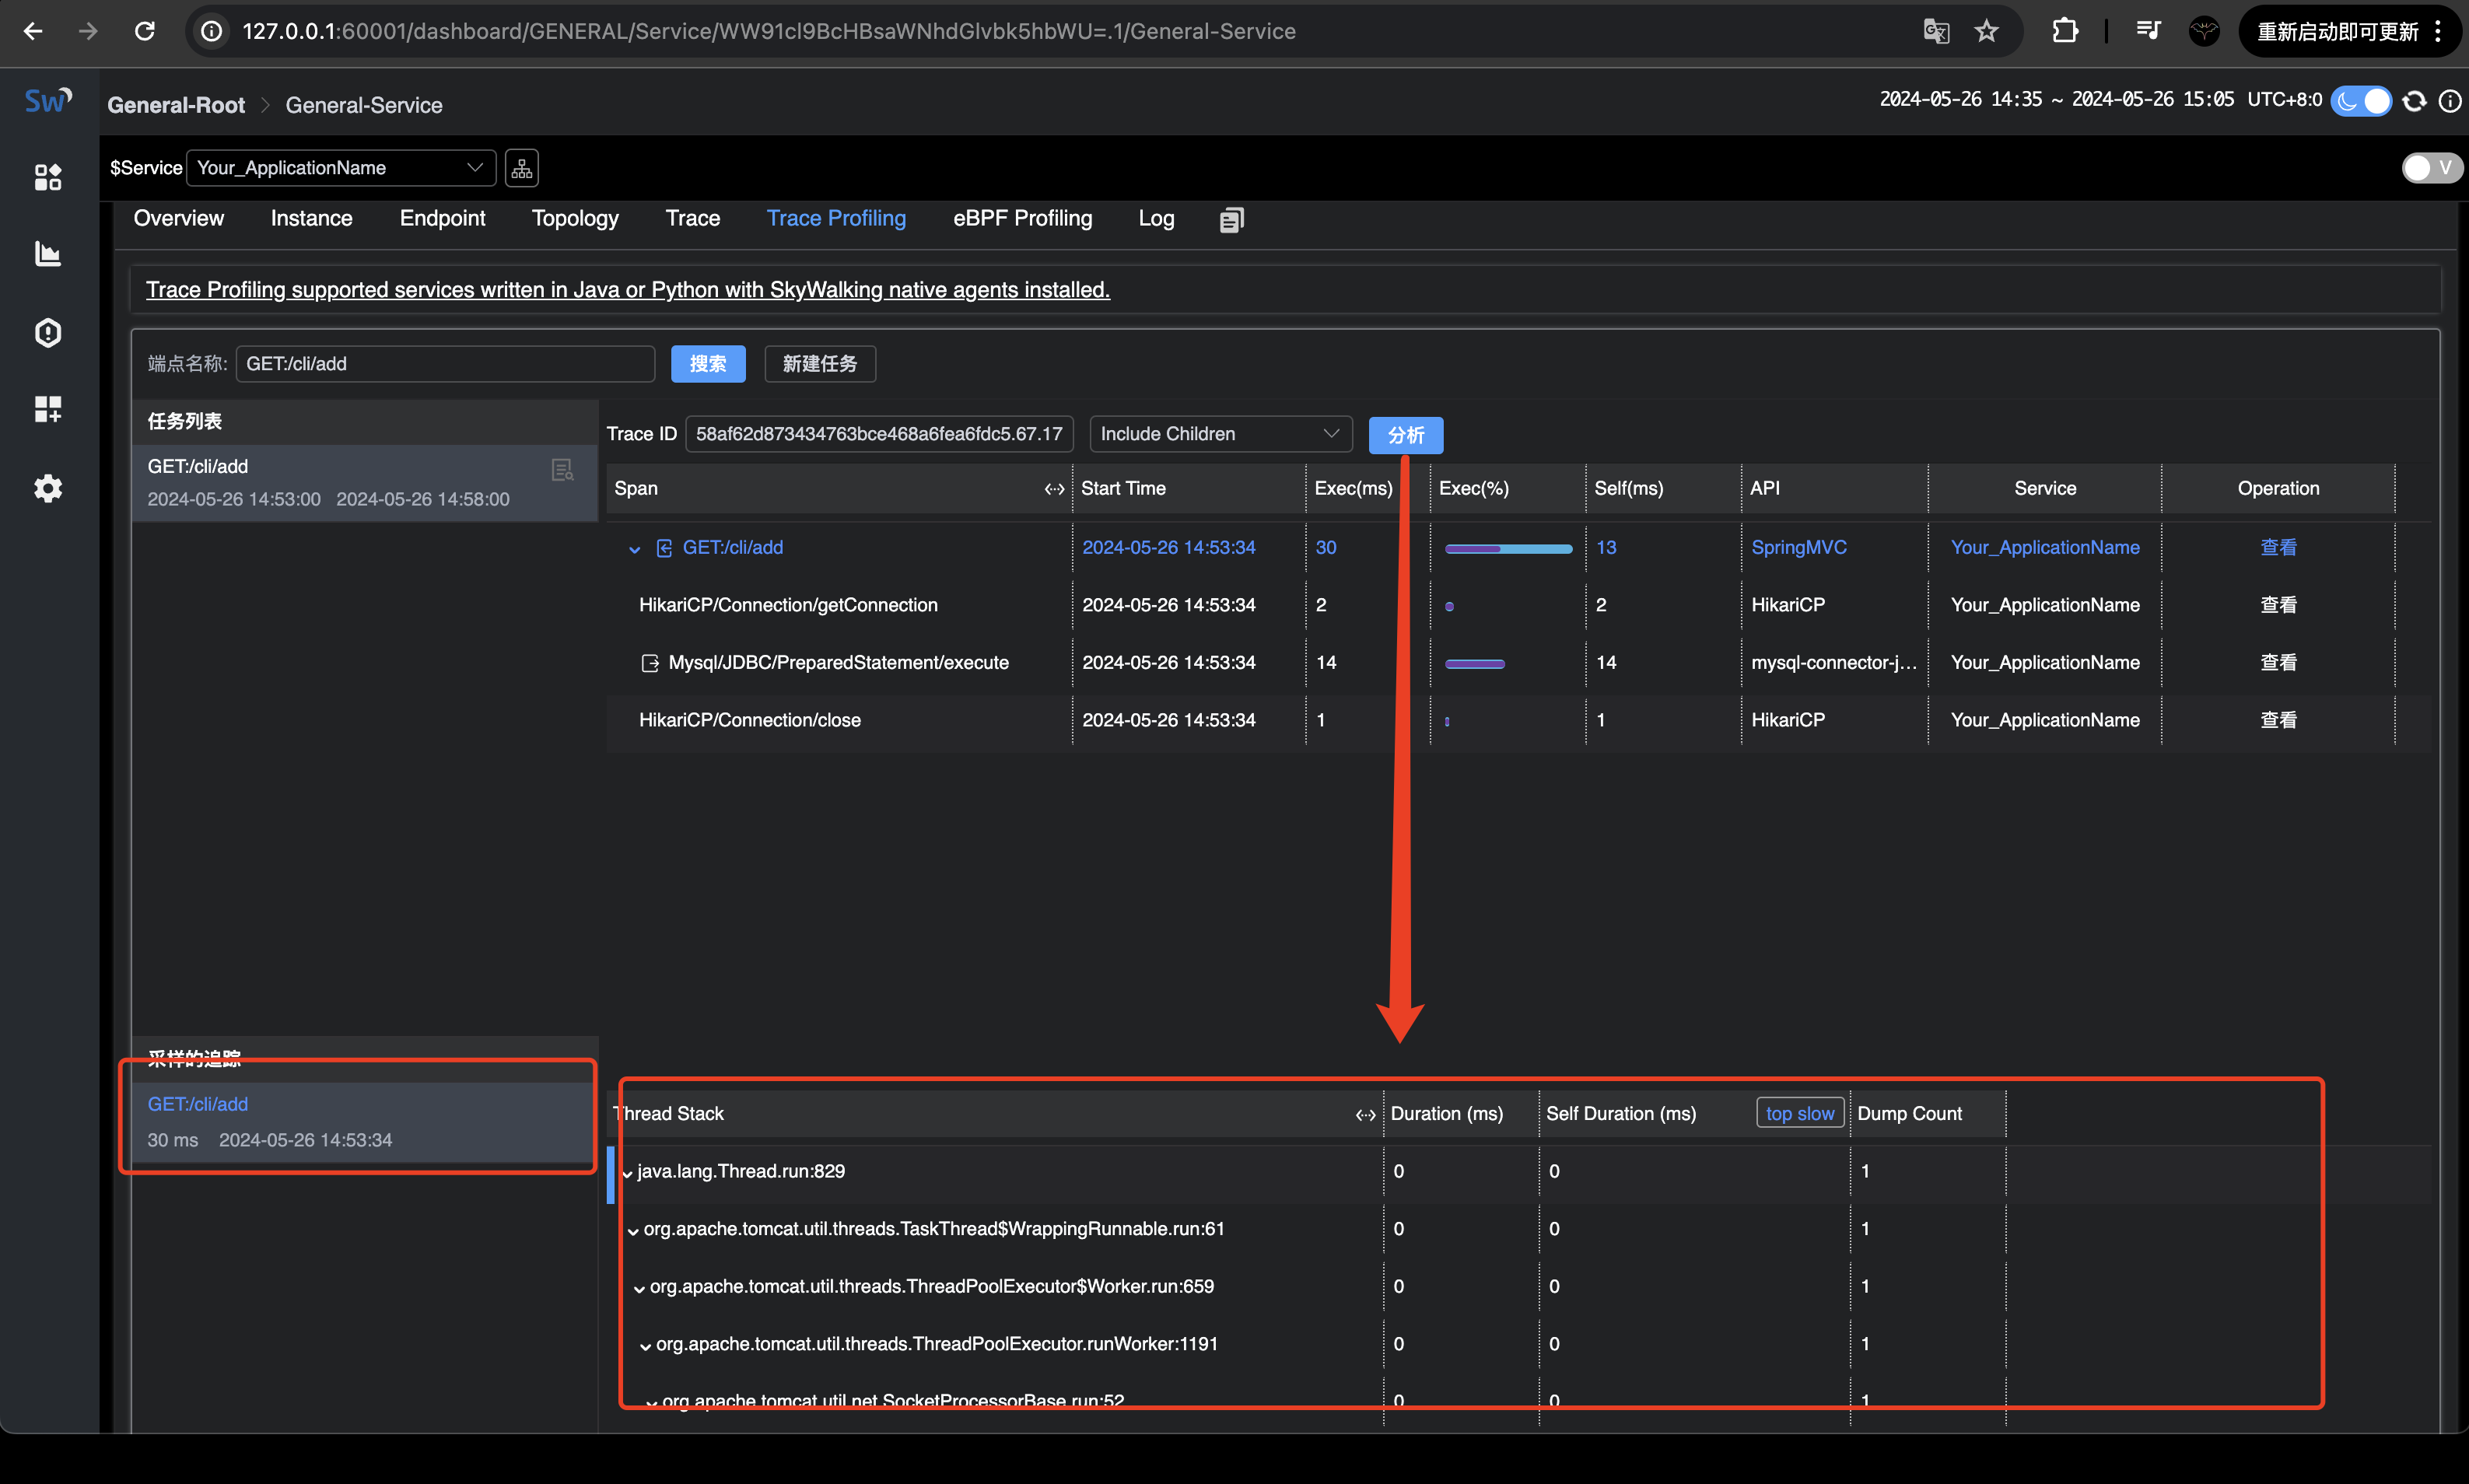 127.0.0.1:60001/dashboard/GENERAL/Service/WW91cl9BcHBsaWNhdGlvbk5hbWU=.1/General-Service
重新启动即可更新
Sw
General-Root General-Service
2024-05-26 14:35 ~ 2024-05-26 15:05 UTC+8:0
$Service Your_ApplicationName
V
Overview Instance Endpoint Topology Trace Trace Profiling eBPF Profiling Log
Trace Profiling supported services written in Java or Python with SkyWalking native agents installed.
端点名称: GET:/cli/add 搜索 新建任务
任务列表
GET:/cli/add
2024-05-26 14:53:00 2024-05-26 14:58:00
Trace ID 58af62d873434763bce468a6fea6fdc5.67.17 Include Children 分析
Span Start Time Exec(ms) Exec(%) Self(ms) API Service Operation
GET:/cli/add 2024-05-26 14:53:34 30 13 SpringMVC Your_ApplicationName 查看
HikariCP/Connection/getConnection 2024-05-26 14:53:34 2 2 HikariCP Your_ApplicationName 查看
Mysql/JDBC/PreparedStatement/execute 2024-05-26 14:53:34 14 14 mysql-connector-j... Your_ApplicationName 查看
HikariCP/Connection/close 2024-05-26 14:53:34 1 1 HikariCP Your_ApplicationName 查看
采样的追踪
GET:/cli/add
30 ms 2024-05-26 14:53:34
Thread Stack Duration (ms) Self Duration (ms) top slow Dump Count
java.lang.Thread.run:829 0 0 1
org.apache.tomcat.util.threads.TaskThread$WrappingRunnable.run:61 0 0 1
org.apache.tomcat.util.threads.ThreadPoolExecutor$Worker.run:659 0 0 1
org.apache.tomcat.util.threads.ThreadPoolExecutor.runWorker:1191 0 0 1
org.apache.tomcat.util.net.SocketProcessorBase.run:52 0 0 1